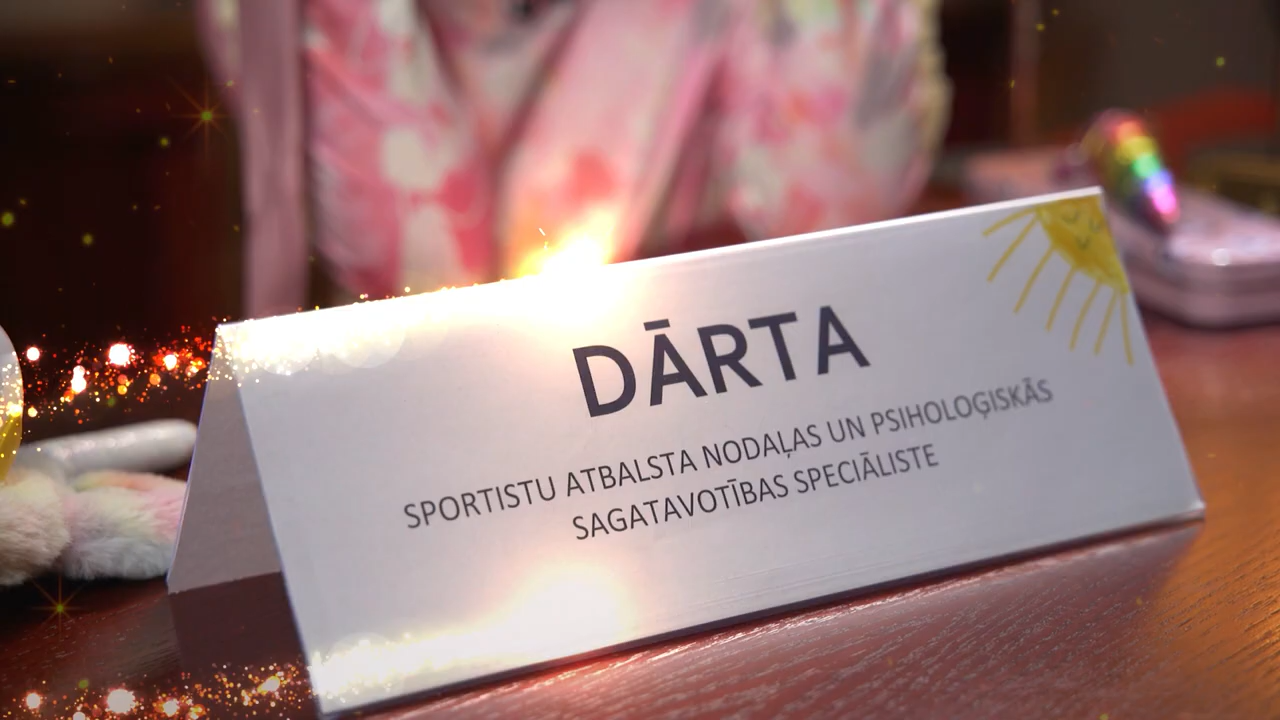 DĀRTA
SPORTISTU ATBALSTA NODAĻAS UN PSIHOLOĢISKĀS
SAGATAVOTĪBAS SPECIĀLISTE